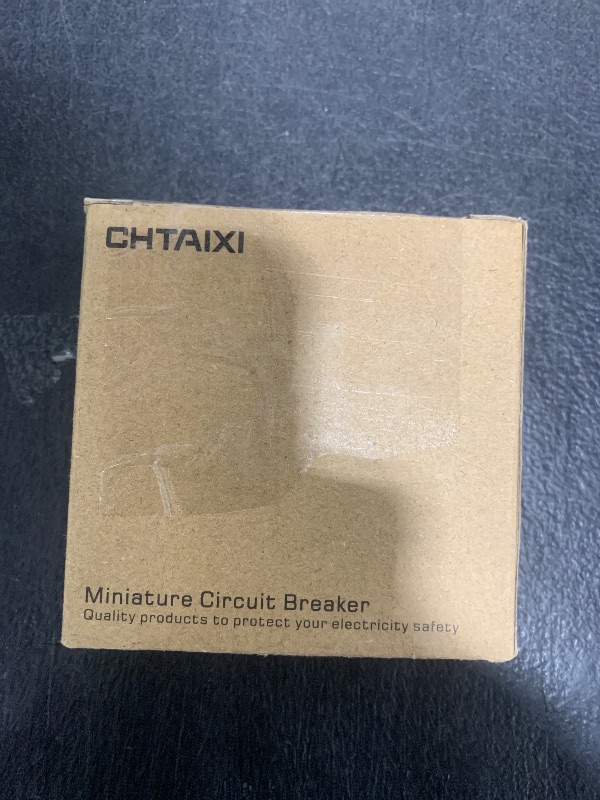 CHTAIXI
Miniature Circuit Breaker
Quality products to protect your electricity safety